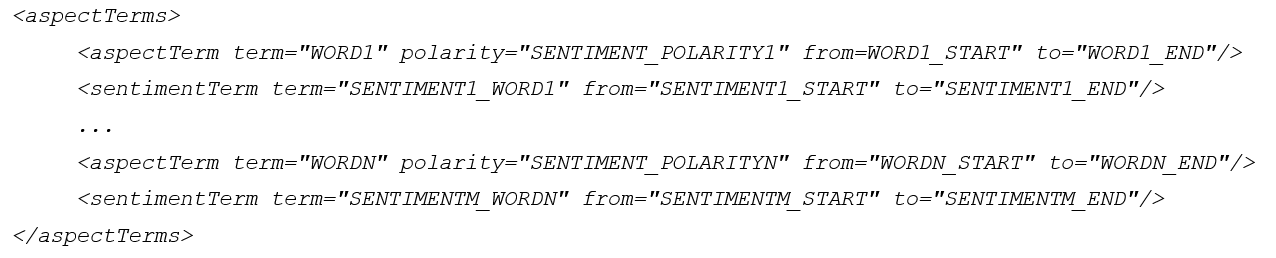 <aspectTerms>
<aspectTerm term="WORD1" polarity="SENTIMENT_POLARITY1" from=WORD1_START" to="WORD1_END"/>
<sentimentTerm term="SENTIMENT1_WORD1" from="SENTIMENT1_START" to="SENTIMENT1_END"/>
...
<aspectTerm term="WORDN" polarity="SENTIMENT_POLARITYN" from="WORDN_START" to="WORDN_END"/>
<sentimentTerm term="SENTIMENTM_WORDN" from="SENTIMENTM_START" to="SENTIMENTM_END"/>
</aspectTerms>